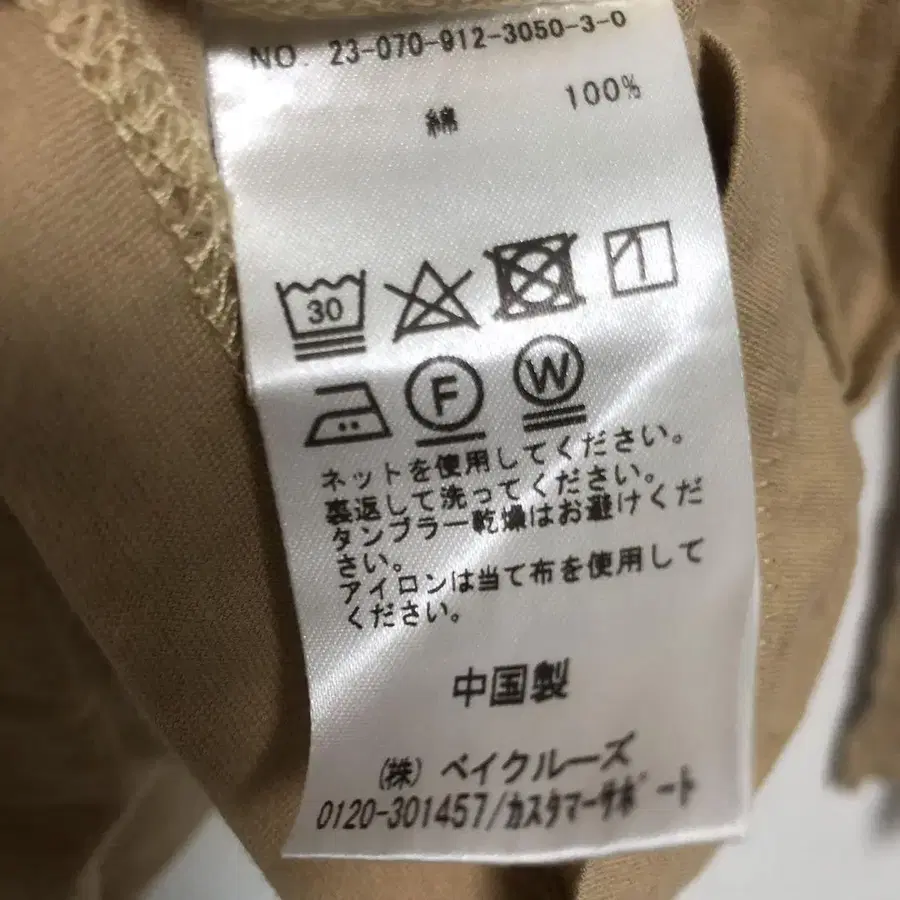 NO. 23-070-912-3050-3-0
綿 100%
30
F W
ネットを使用してください。
裏返して洗ってください。
タンブラー乾燥はお避けくだ
さい。
アイロンは当て布を使用して
ください。
中国製
(株) ベイクルーズ
0120-301457/カスタマーサポート